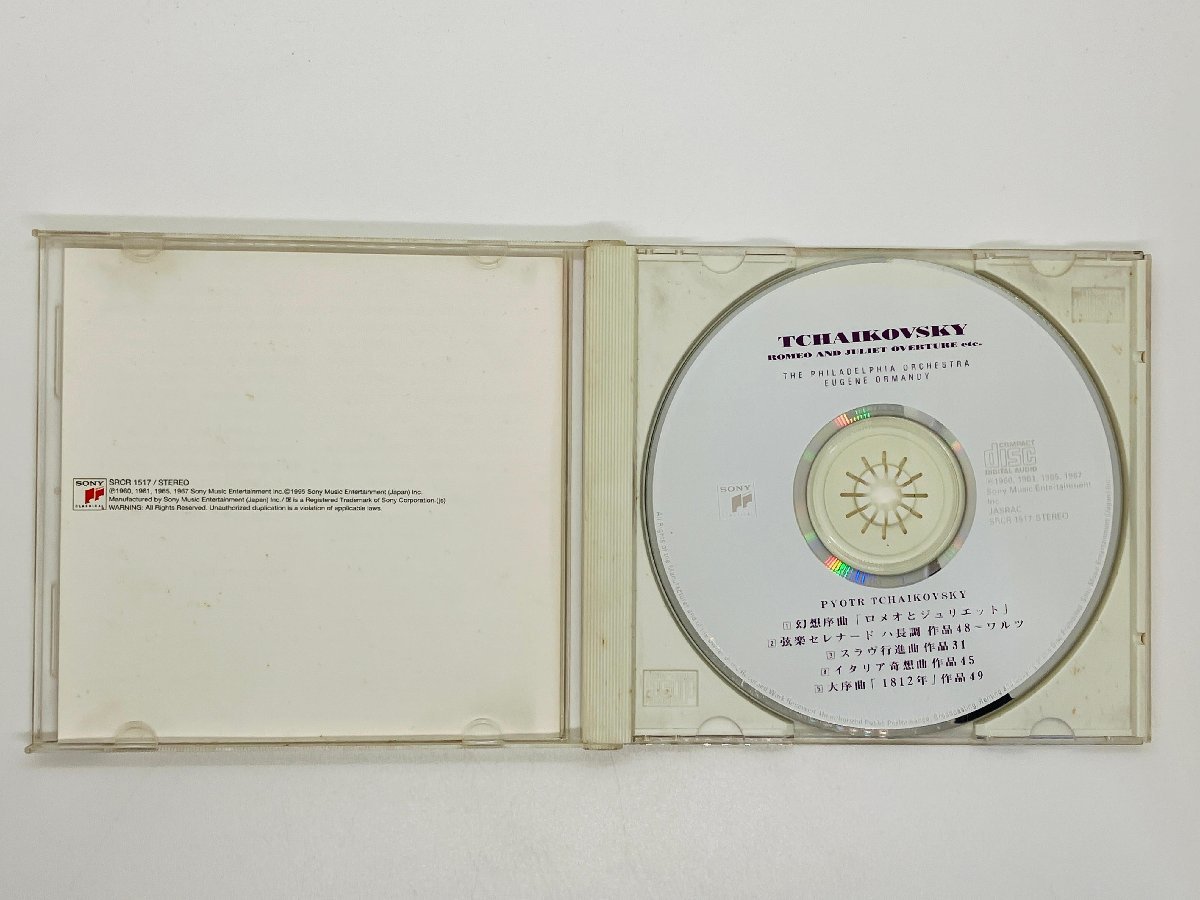 SONY
CLASSICAL
SRCR 1517 / STEREO
℗1960, 1961, 1965, 1967 Sony Music Entertainment Inc.©1995 Sony Music Entertainment (Japan) Inc.
Manufactured by Sony Music Entertainment (Japan) Inc. / is a Registered Trademark of Sony Corporation.(js)
WARNING: All Rights Reserved. Unauthorized duplication is a violation of applicable laws.
TCHAIKOVSKY
ROMEO AND JULIET OVERTURE etc.
THE PHILADELPHIA ORCHESTRA
EUGENE ORMANDY
SONY
COMPACT
disc
DIGITAL AUDIO
℗1960, 1961, 1965, 1967
Sony Music Entertainment
Inc.
JASRAC
SRCR 1517 STEREO
PYOTR TCHAIKOVSKY
1 幻想序曲「ロメオとジュリエット」
2 弦楽セレナード ハ長調 作品48〜ワルツ
3 スラヴ行進曲 作品31
4 イタリア奇想曲 作品45
5 大序曲「1812年」作品49